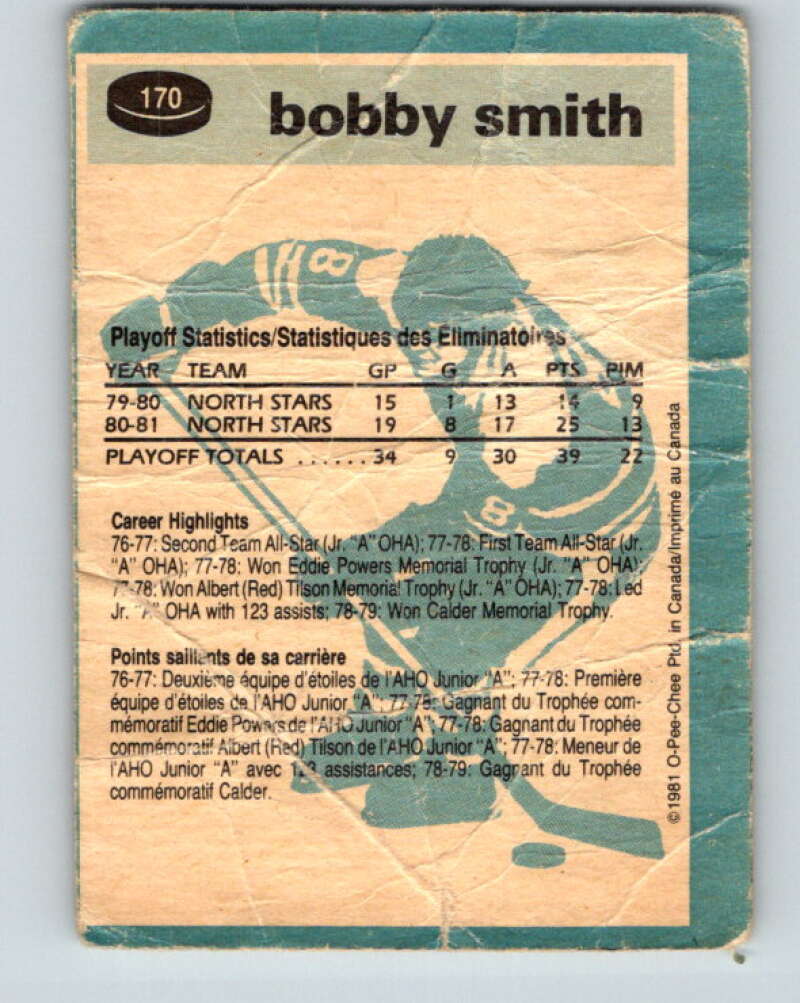 170
bobby smith
8
Playoff Statistics/Statistiques des Éliminatoires
YEAR TEAM GP G A PTS PIM
79-80 NORTH STARS 15 1 13 14 9
80-81 NORTH STARS 19 8 17 25 13
PLAYOFF TOTALS ...... 34 9 30 39 22
8
Career Highlights
76-77: Second Team All-Star (Jr. "A" OHA); 77-78: First Team All-Star (Jr.
"A" OHA); 77-78: Won Eddie Powers Memorial Trophy (Jr. "A" OHA);
77-78: Won Albert (Red) Tilson Memorial Trophy (Jr. "A" OHA); 77-78: Led
Jr. "A" OHA with 123 assists; 78-79: Won Calder Memorial Trophy.
Points saillants de sa carrière
76-77: Deuxième équipe d'étoiles de l'AHO Junior "A"; 77-78: Première
équipe d'étoiles de l'AHO Junior "A"; 77-78: Gagnant du Trophée com-
mémoratif Eddie Powers de l'AHO Junior "A"; 77-78: Gagnant du Trophée
commémoratif Albert (Red) Tilson de l'AHO Junior "A"; 77-78: Meneur de
l'AHO Junior "A" avec 123 assistances; 78-79: Gagnant du Trophée
commémoratif Calder.
©1981 O-Pee-Chee Ptd. in Canada/Imprimé au Canada